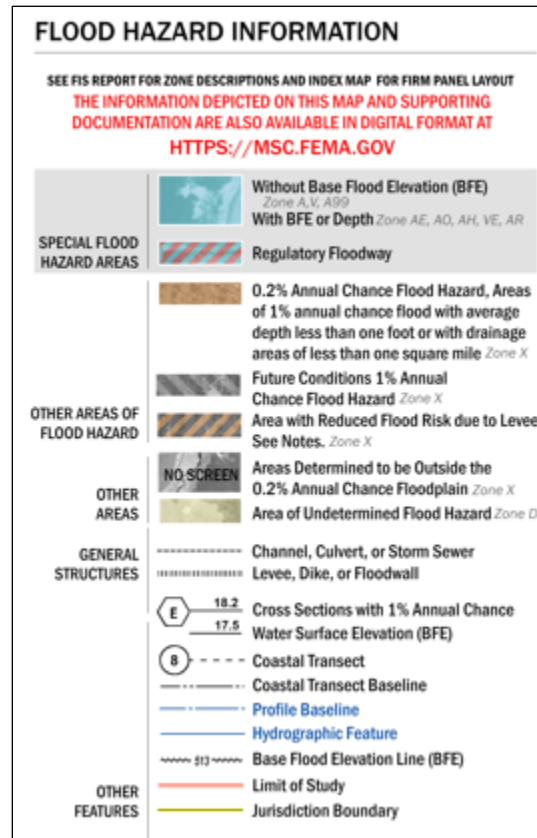 FLOOD HAZARD INFORMATION
SEE FIS REPORT FOR ZONE DESCRIPTIONS AND INDEX MAP FOR FIRM PANEL LAYOUT
THE INFORMATION DEPICTED ON THIS MAP AND SUPPORTING
DOCUMENTATION ARE ALSO AVAILABLE IN DIGITAL FORMAT AT
HTTPS://MSC.FEMA.GOV
SPECIAL FLOOD
HAZARD AREAS
Without Base Flood Elevation (BFE)
Zone A,V, A99
With BFE or Depth Zone AE, AO, AH, VE, AR
Regulatory Floodway
OTHER AREAS OF
FLOOD HAZARD
0.2% Annual Chance Flood Hazard, Areas
of 1% annual chance flood with average
depth less than one foot or with drainage
areas of less than one square mile Zone X
Future Conditions 1% Annual
Chance Flood Hazard Zone X
Area with Reduced Flood Risk due to Levee
See Notes. Zone X
OTHER
AREAS
NO SCREEN
Areas Determined to be Outside the
0.2% Annual Chance Floodplain Zone X
Area of Undetermined Flood Hazard Zone D
GENERAL
STRUCTURES
Channel, Culvert, or Storm Sewer
Levee, Dike, or Floodwall
E 18.2 Cross Sections with 1% Annual Chance
17.5 Water Surface Elevation (BFE)
8 Coastal Transect
Coastal Transect Baseline
Profile Baseline
Hydrographic Feature
513 Base Flood Elevation Line (BFE)
OTHER
FEATURES
Limit of Study
Jurisdiction Boundary